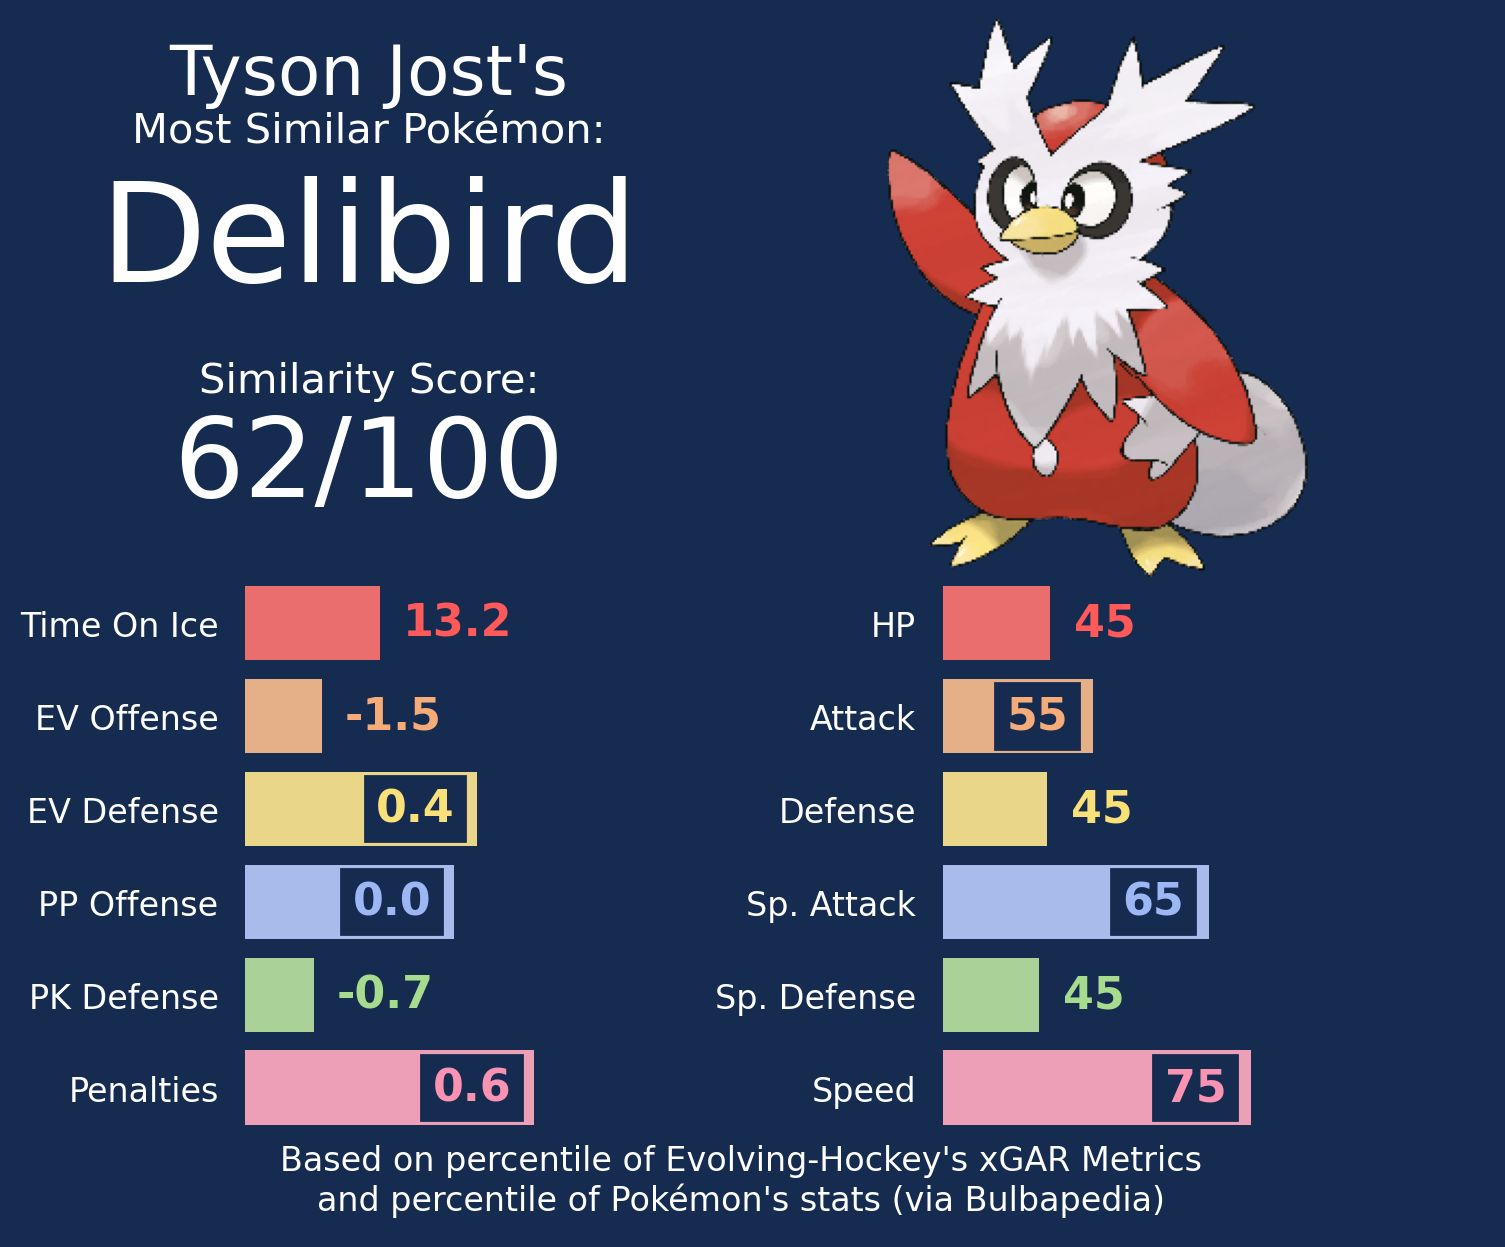 Tyson Jost's
Most Similar Pokémon:
Delibird
Similarity Score:
62/100
Time On Ice 13.2
EV Offense -1.5
EV Defense 0.4
PP Offense 0.0
PK Defense -0.7
Penalties 0.6
HP 45
Attack 55
Defense 45
Sp. Attack 65
Sp. Defense 45
Speed 75
Based on percentile of Evolving-Hockey's xGAR Metrics
and percentile of Pokémon's stats (via Bulbapedia)